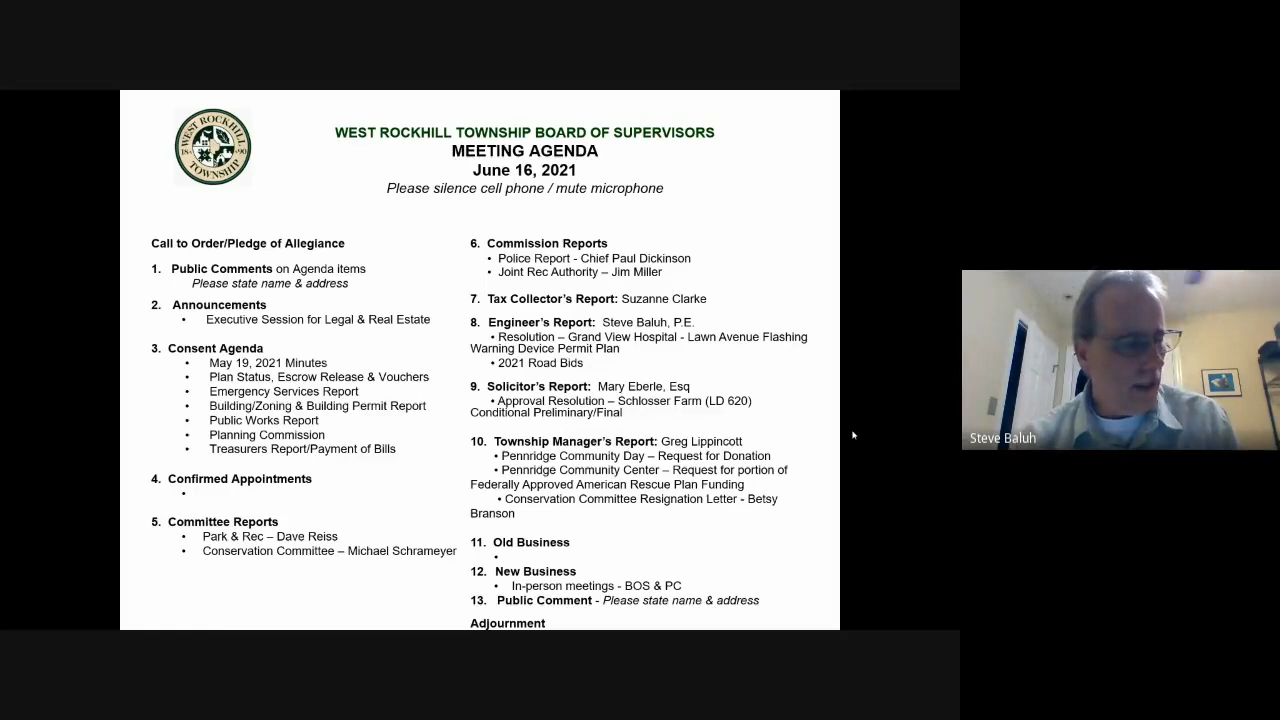 WEST ROCKHILL
18 90
TOWNSHIP
WEST ROCKHILL TOWNSHIP BOARD OF SUPERVISORS
MEETING AGENDA
June 16, 2021
Please silence cell phone / mute microphone
Call to Order/Pledge of Allegiance
1. Public Comments on Agenda items
Please state name & address
2. Announcements
• Executive Session for Legal & Real Estate
3. Consent Agenda
• May 19, 2021 Minutes
• Plan Status, Escrow Release & Vouchers
• Emergency Services Report
• Building/Zoning & Building Permit Report
• Public Works Report
• Planning Commission
• Treasurers Report/Payment of Bills
4. Confirmed Appointments
•
5. Committee Reports
• Park & Rec – Dave Reiss
• Conservation Committee – Michael Schrameyer
6. Commission Reports
• Police Report - Chief Paul Dickinson
• Joint Rec Authority – Jim Miller
7. Tax Collector's Report: Suzanne Clarke
8. Engineer's Report: Steve Baluh, P.E.
• Resolution – Grand View Hospital - Lawn Avenue Flashing
Warning Device Permit Plan
• 2021 Road Bids
9. Solicitor's Report: Mary Eberle, Esq
• Approval Resolution – Schlosser Farm (LD 620)
Conditional Preliminary/Final
10. Township Manager's Report: Greg Lippincott
• Pennridge Community Day – Request for Donation
• Pennridge Community Center – Request for portion of
Federally Approved American Rescue Plan Funding
• Conservation Committee Resignation Letter - Betsy
Branson
11. Old Business
•
12. New Business
• In-person meetings - BOS & PC
13. Public Comment - Please state name & address
Adjournment
Steve Baluh